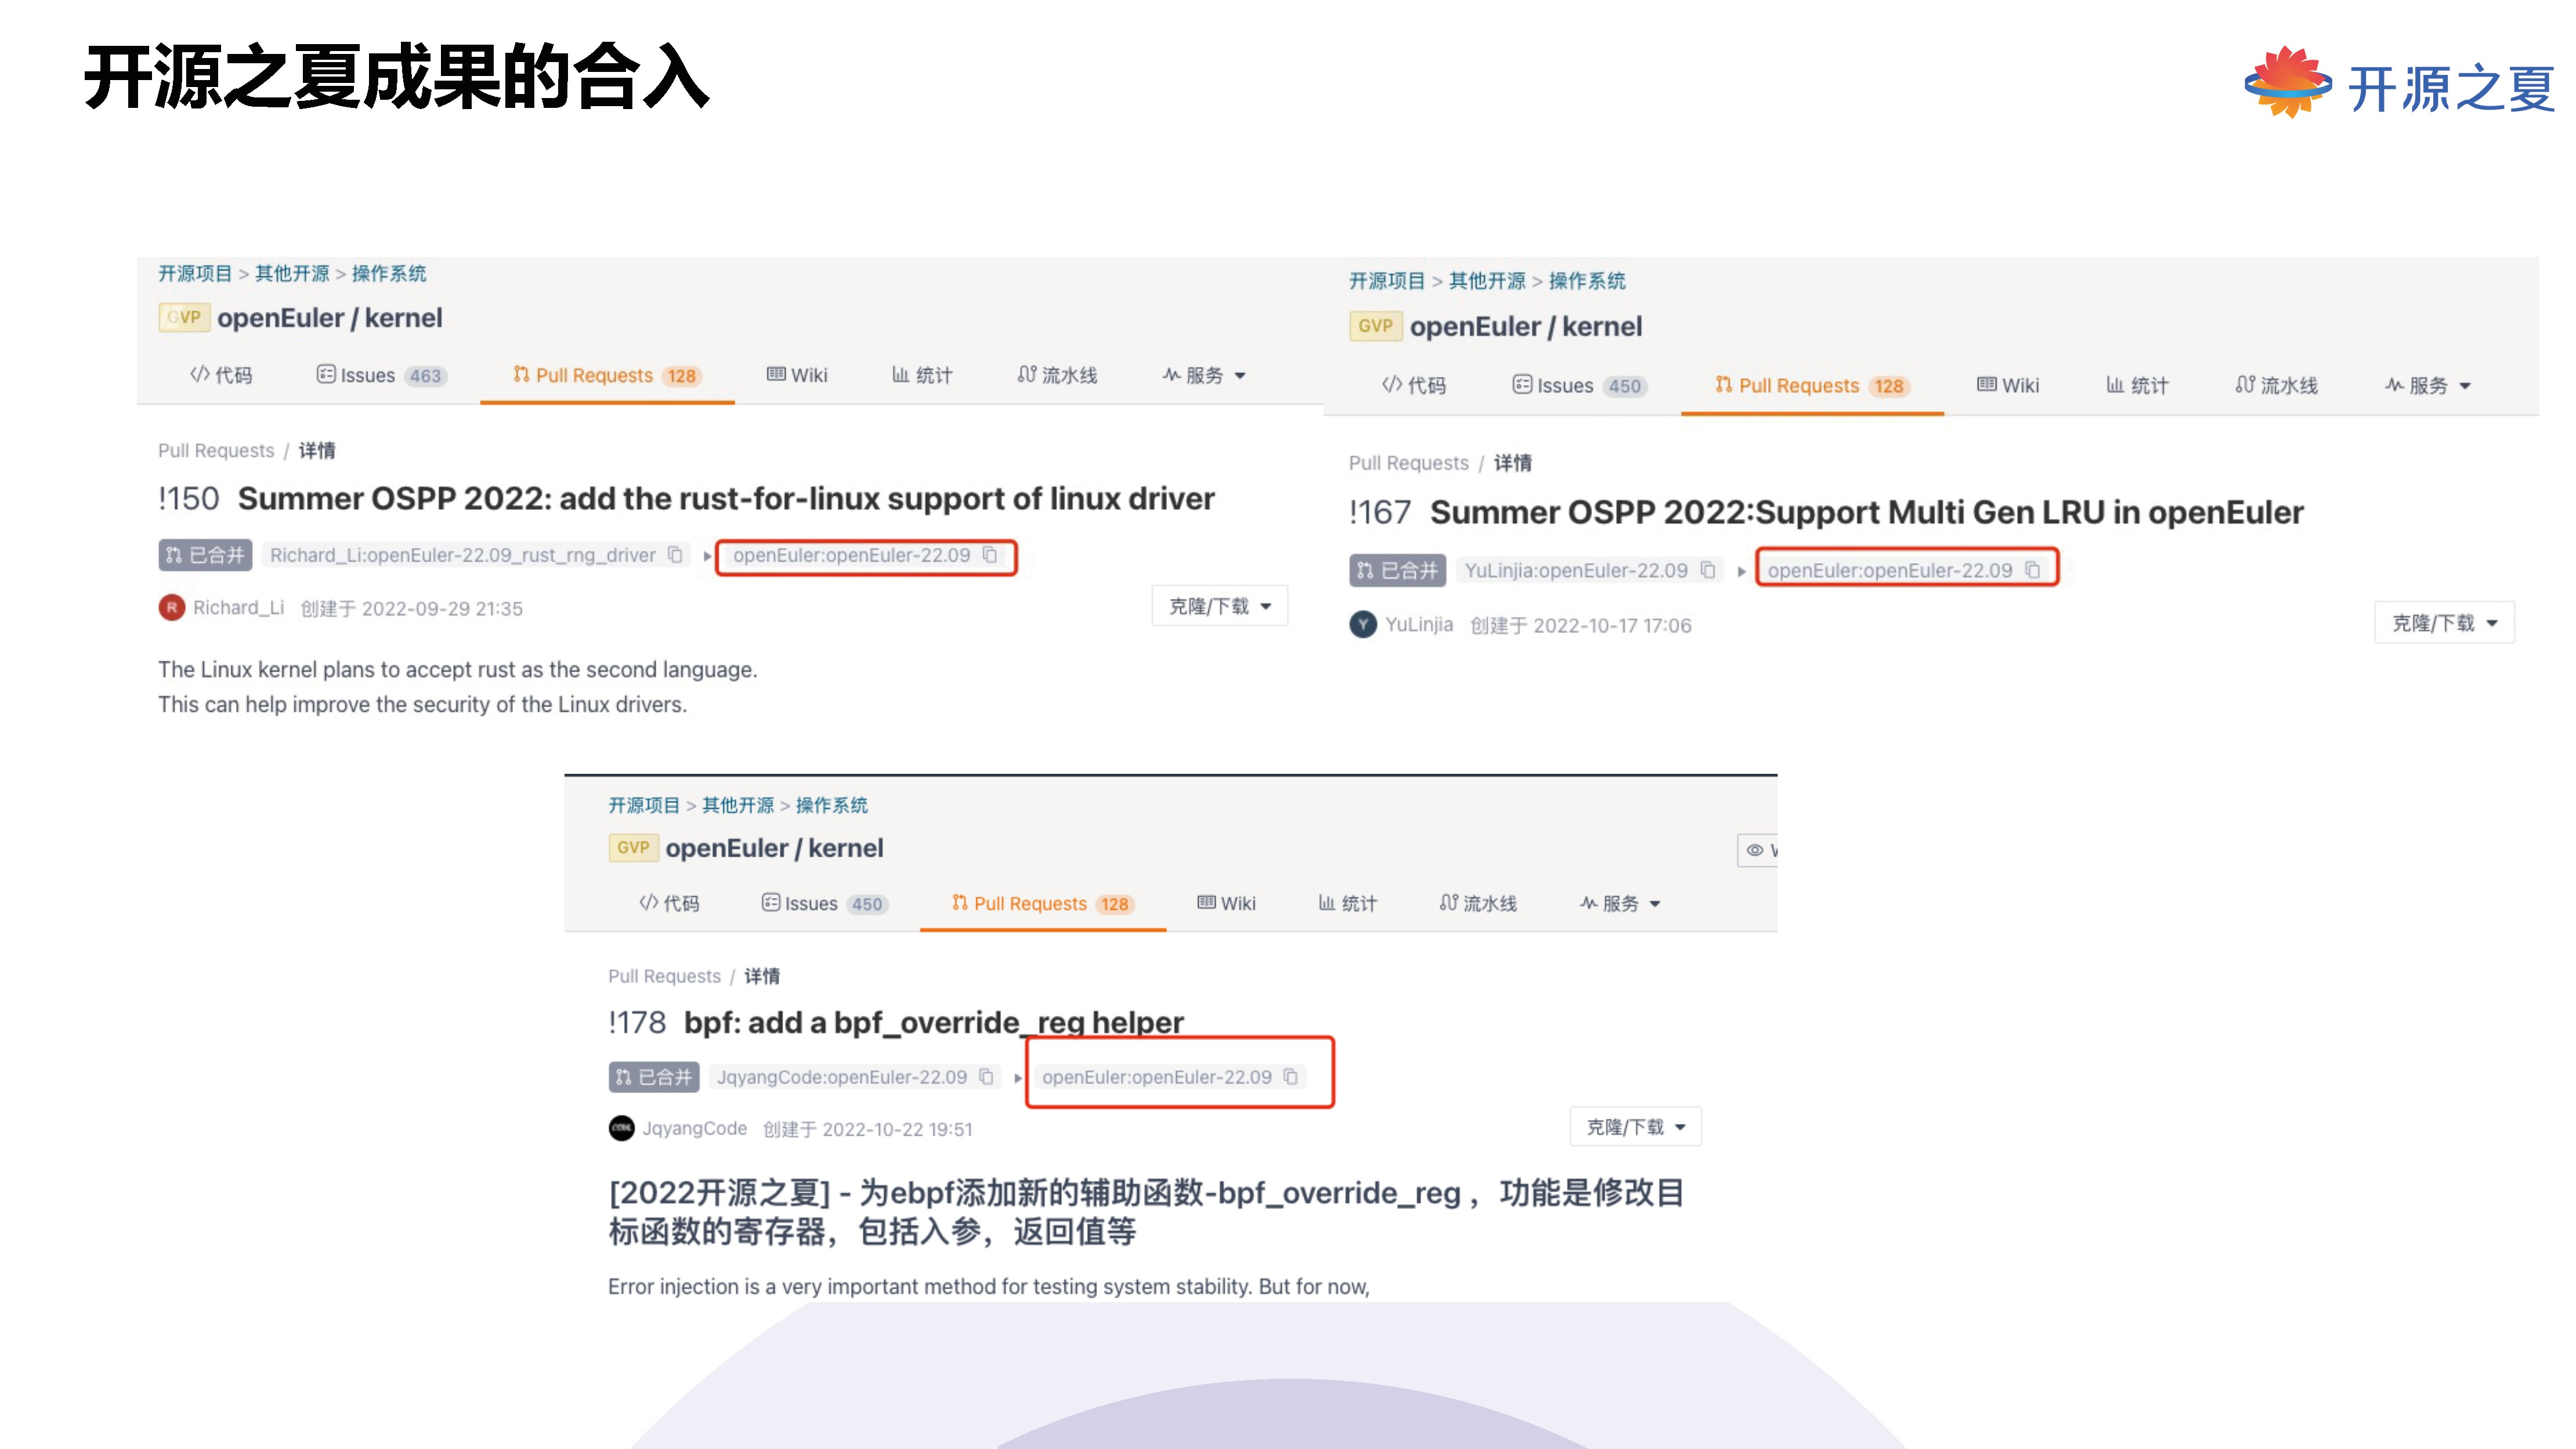 开源之夏成果的合入
开源之夏
开源项目 > 其他开源 > 操作系统
GVP openEuler / kernel
代码 Issues 463 Pull Requests 128 Wiki 统计 流水线 服务
Pull Requests / 详情
!150 Summer OSPP 2022: add the rust-for-linux support of linux driver
已合并 Richard_Li:openEuler-22.09_rust_rng_driver openEuler:openEuler-22.09
R Richard_Li 创建于 2022-09-29 21:35
克隆/下载
The Linux kernel plans to accept rust as the second language.
This can help improve the security of the Linux drivers.
开源项目 > 其他开源 > 操作系统
GVP openEuler / kernel
代码 Issues 450 Pull Requests 128 Wiki 统计 流水线 服务
Pull Requests / 详情
!167 Summer OSPP 2022:Support Multi Gen LRU in openEuler
已合并 YuLinjia:openEuler-22.09 openEuler:openEuler-22.09
Y YuLinjia 创建于 2022-10-17 17:06
克隆/下载
开源项目 > 其他开源 > 操作系统
GVP openEuler / kernel
代码 Issues 450 Pull Requests 128 Wiki 统计 流水线 服务
Pull Requests / 详情
!178 bpf: add a bpf_override_reg helper
已合并 JqyangCode:openEuler-22.09 openEuler:openEuler-22.09
JqyangCode 创建于 2022-10-22 19:51
克隆/下载
[2022开源之夏] - 为ebpf添加新的辅助函数-bpf_override_reg ，功能是修改目
标函数的寄存器，包括入参，返回值等
Error injection is a very important method for testing system stability. But for now,